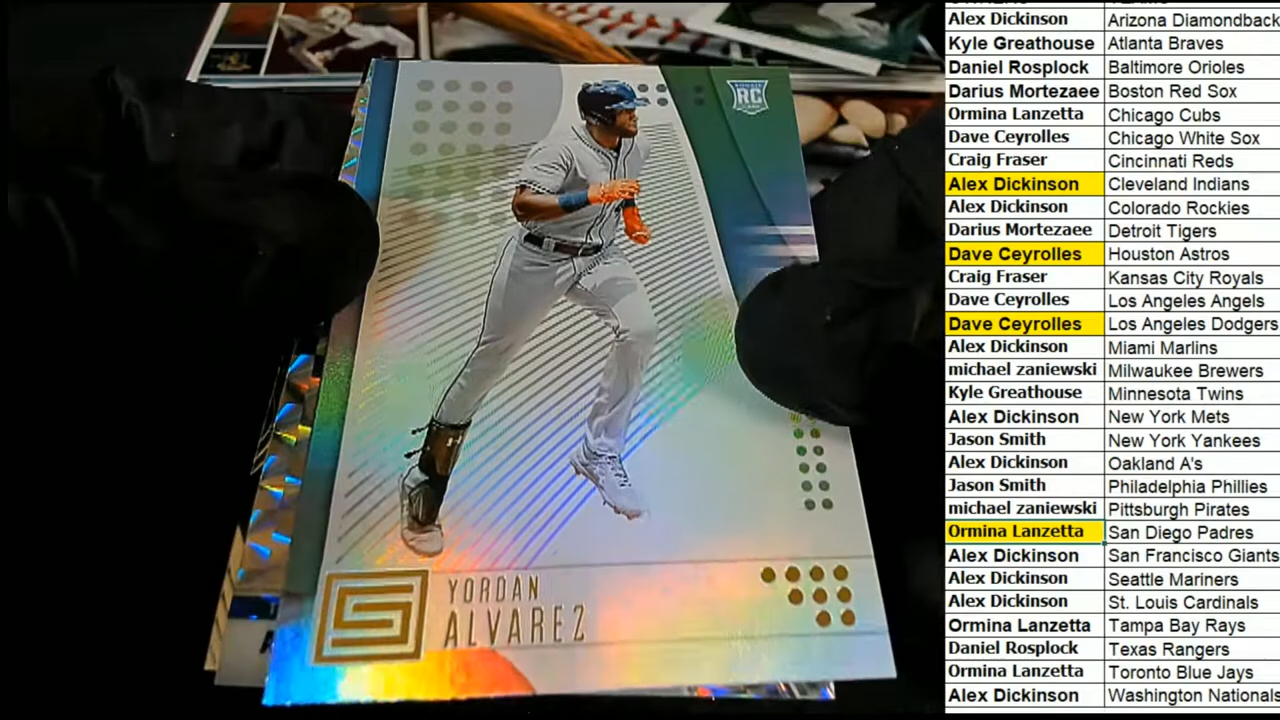 RC
YORDAN
ALVAREZ
Alex Dickinson Arizona Diamondback
Kyle Greathouse Atlanta Braves
Daniel Rosplock Baltimore Orioles
Darius Mortezaee Boston Red Sox
Ormina Lanzetta Chicago Cubs
Dave Ceyrolles Chicago White Sox
Craig Fraser Cincinnati Reds
Alex Dickinson Cleveland Indians
Alex Dickinson Colorado Rockies
Darius Mortezaee Detroit Tigers
Dave Ceyrolles Houston Astros
Craig Fraser Kansas City Royals
Dave Ceyrolles Los Angeles Angels
Dave Ceyrolles Los Angeles Dodgers
Alex Dickinson Miami Marlins
michael zaniewski Milwaukee Brewers
Kyle Greathouse Minnesota Twins
Alex Dickinson New York Mets
Jason Smith New York Yankees
Alex Dickinson Oakland A's
Jason Smith Philadelphia Phillies
michael zaniewski Pittsburgh Pirates
Ormina Lanzetta San Diego Padres
Alex Dickinson San Francisco Giants
Alex Dickinson Seattle Mariners
Alex Dickinson St. Louis Cardinals
Ormina Lanzetta Tampa Bay Rays
Daniel Rosplock Texas Rangers
Ormina Lanzetta Toronto Blue Jays
Alex Dickinson Washington Nationals